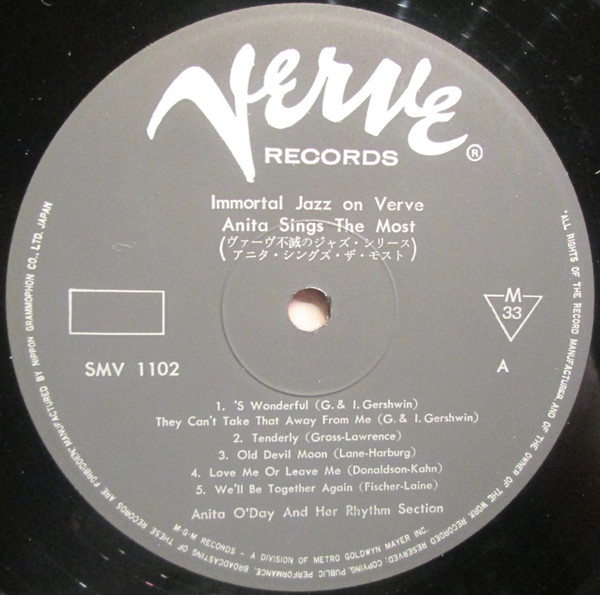 Verve
RECORDS ®
Immortal Jazz on Verve
Anita Sings The Most
(ヴァーヴ不滅のジャズ・シリース
アニタ・シングズ・ザ・モスト)
M
33
SMV 1102
A
1. 'S Wonderful (G. & I. Gershwin)
They Can't Take That Away From Me (G. & I. Gershwin)
2. Tenderly (Gross-Lawrence)
3. Old Devil Moon (Lane-Harburg)
4. Love Me Or Leave Me (Donaldson-Kahn)
5. We'll Be Together Again (Fischer-Laine)
Anita O'Day And Her Rhythm Section
M-G-M RECORDS - A DIVISION OF METRO GOLDWYN MAYER INC.
"ALL RIGHTS OF THE RECORD MANUFACTURER AND OF THE OWNER OF THE WORK RECORDED RESERVED. COPYING, PUBLIC PERFORMANCE, BROADCASTING OF THESE RECORDS ARE FORBIDDEN" MANUFACTURED BY NIPPON GRAMMOPHON CO., LTD. JAPAN